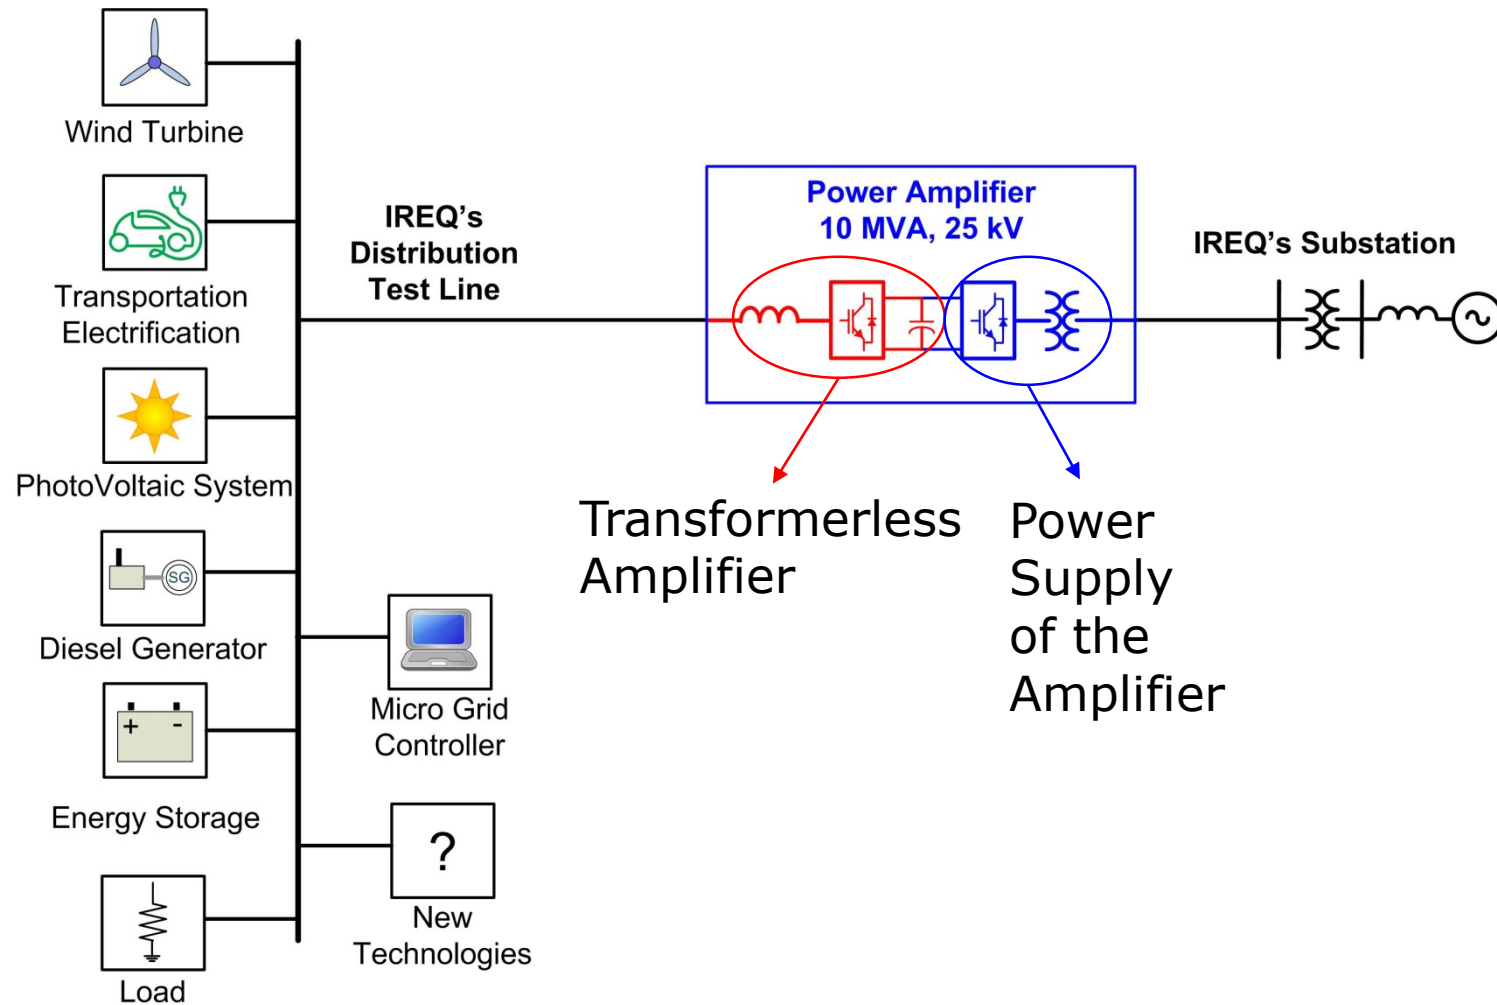 Wind Turbine
Transportation
Electrification
PhotoVoltaic System
SG
Diesel Generator
+ -
Energy Storage
Load
IREQ's
Distribution
Test Line
Micro Grid
Controller
?
New
Technologies
Power Amplifier
10 MVA, 25 kV
IREQ's Substation
Transformerless
Amplifier
Power
Supply
of the
Amplifier